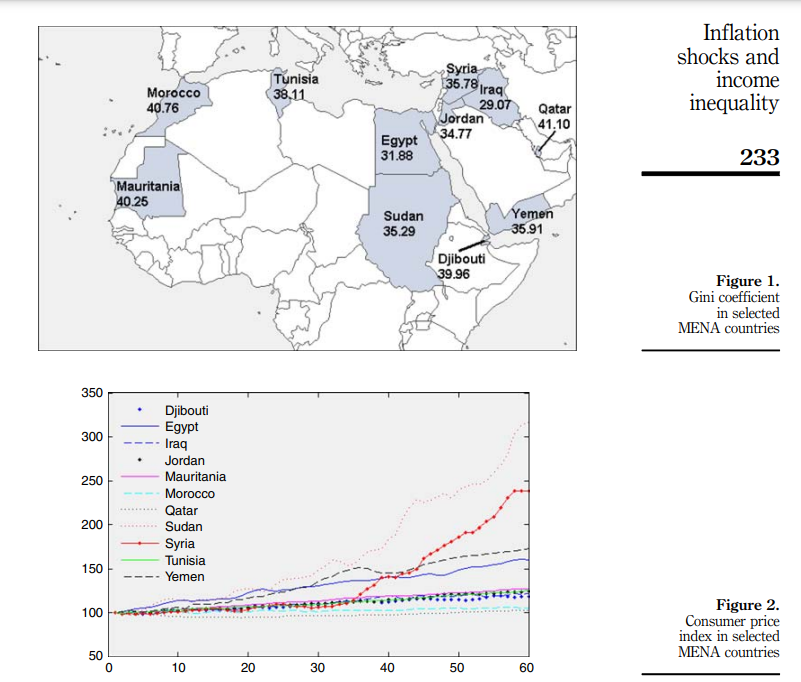 Inflation
shocks and
income
inequality
233
Morocco
40.76
Tunisia
38.11
Syria
35.78
Iraq
29.07
Jordan
34.77
Qatar
41.10
Egypt
31.88
Mauritania
40.25
Sudan
35.29
Yemen
35.91
Djibouti
39.96
Figure 1.
Gini coefficient
in selected
MENA countries
350
300
250
200
150
100
50
0
10
20
30
40
50
60
Djibouti
Egypt
Iraq
Jordan
Mauritania
Morocco
Qatar
Sudan
Syria
Tunisia
Yemen
Figure 2.
Consumer price
index in selected
MENA countries